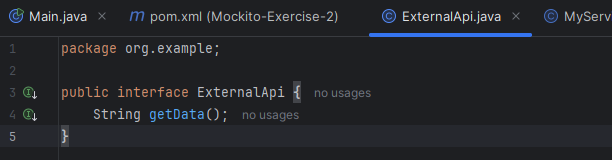 Main.java × pom.xml (Mockito-Exercise-2) ExternalApi.java × MyServ
1 package org.example;
2
3 public interface ExternalApi { no usages
4 String getData(); no usages
5 }